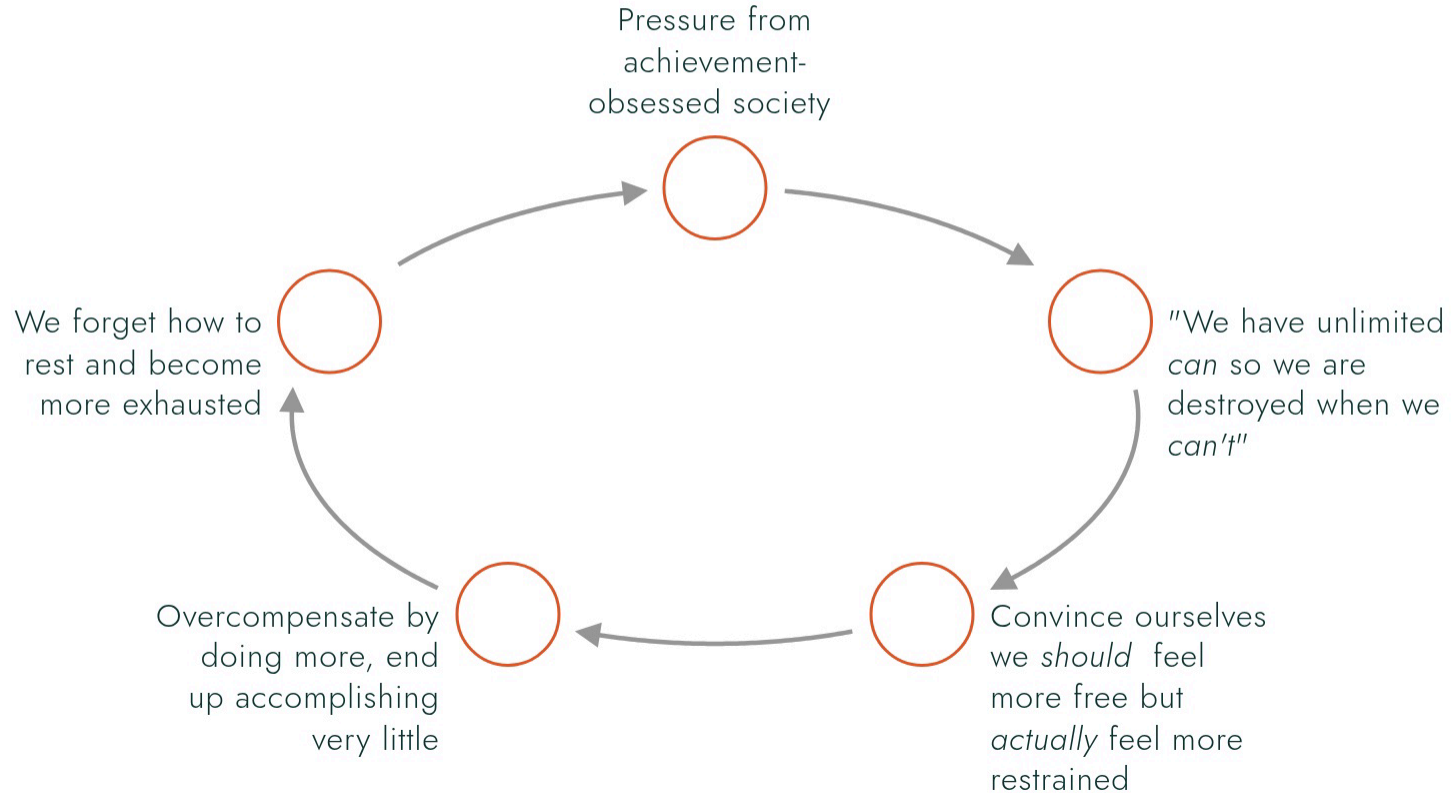 Pressure from
achievement-
obsessed society
"We have unlimited
can so we are
destroyed when we
can't"
Convince ourselves
we should feel
more free but
actually feel more
restrained
Overcompensate by
doing more, end
up accomplishing
very little
We forget how to
rest and become
more exhausted